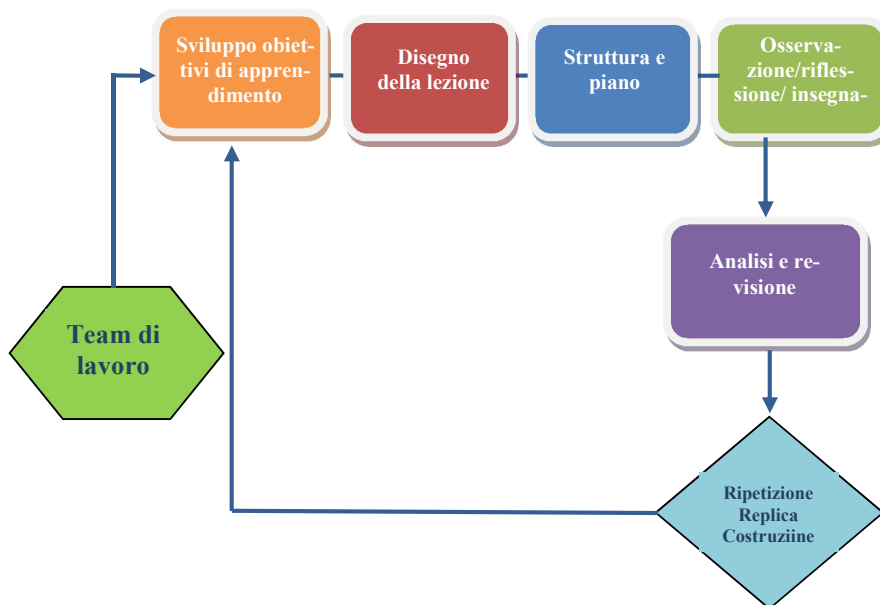 Sviluppo obiet-
tivi di appren-
dimento
Disegno
della lezione
Struttura e
piano
Osserva-
zione/rifles-
sione/ insegna-
Analisi e re-
visione
Team di
lavoro
Ripetizione
Replica
Costruziine